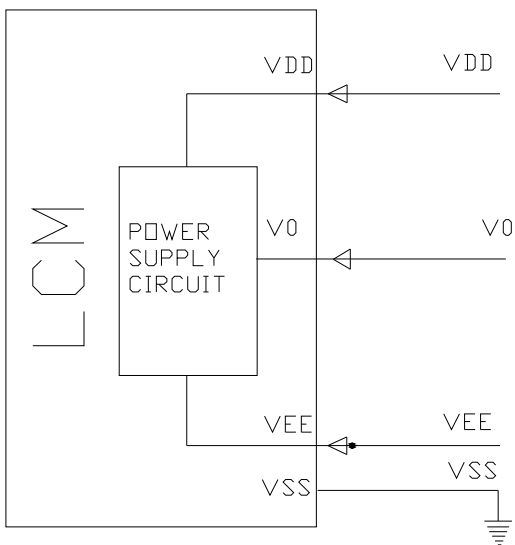 VDD VDD
LCM
POWER
SUPPLY
CIRCUIT
V0 V0
VEE VEE
VSS VSS